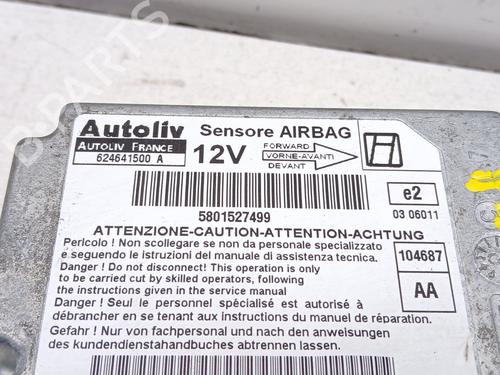 Autoliv
AUTOLIV FRANCE
624641500 A
Sensore AIRBAG
12V
FORWARD
VORNE-AVANTI
DEVANT
5801527499
e2
03 06011
ATTENZIONE-CAUTION-ATTENTION-ACHTUNG
Pericolo ! Non scollegare se non da personale specializzato
e seguendo le istruzioni del manuale di assistenza tecnica.
Danger ! Do not disconnect! This operation is only
to be carried cut by skilled operators, following
the instructions given in the service manual
Danger ! Seul le personnel spécialisé est autorisé à
débrancher en se tenant aux instructions du manuel de réparation.
Gefahr ! Nur von fachpersonal und nach den anweisungen
des kundendiensthandbuches abtrennen lassen.
104687
AA